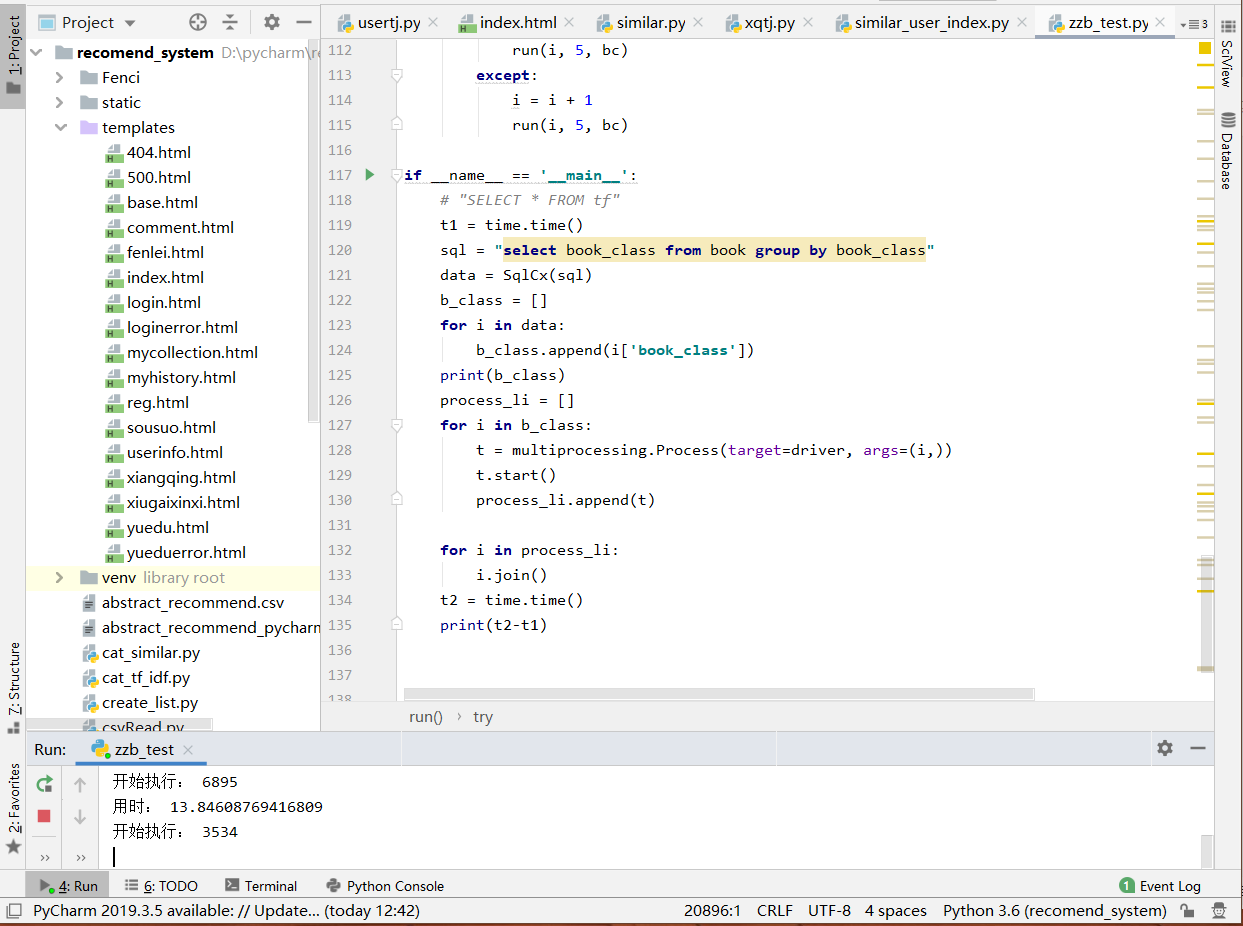 1: Project
Project
recomend_system D:\pycharm\re
Fenci
static
templates
404.html
500.html
base.html
comment.html
fenlei.html
index.html
login.html
loginerror.html
mycollection.html
myhistory.html
reg.html
sousuo.html
userinfo.html
xiangqing.html
xiugaixinxi.html
yuedu.html
yueduerror.html
venv library root
abstract_recommend.csv
abstract_recommend_pycharm
cat_similar.py
cat_tf_idf.py
create_list.py
csvRead.py
usertj.py
index.html
similar.py
xqtj.py
similar_user_index.py
zzb_test.py
3
112 run(i, 5, bc)
113 except:
114 i = i + 1
115 run(i, 5, bc)
116
117 if __name__ == '__main__':
118 # "SELECT * FROM tf"
119 t1 = time.time()
120 sql = "select book_class from book group by book_class"
121 data = SqlCx(sql)
122 b_class = []
123 for i in data:
124 b_class.append(i['book_class'])
125 print(b_class)
126 process_li = []
127 for i in b_class:
128 t = multiprocessing.Process(target=driver, args=(i,))
129 t.start()
130 process_li.append(t)
131
132 for i in process_li:
133 i.join()
134 t2 = time.time()
135 print(t2-t1)
136
137
138
run() › try
SciView
Database
7: Structure
2: Favorites
Run: zzb_test
开始执行： 6895
用时： 13.84608769416809
开始执行： 3534
4: Run
6: TODO
Terminal
Python Console
1 Event Log
PyCharm 2019.3.5 available: // Update... (today 12:42)
20896:1 CRLF UTF-8 4 spaces Python 3.6 (recomend_system)